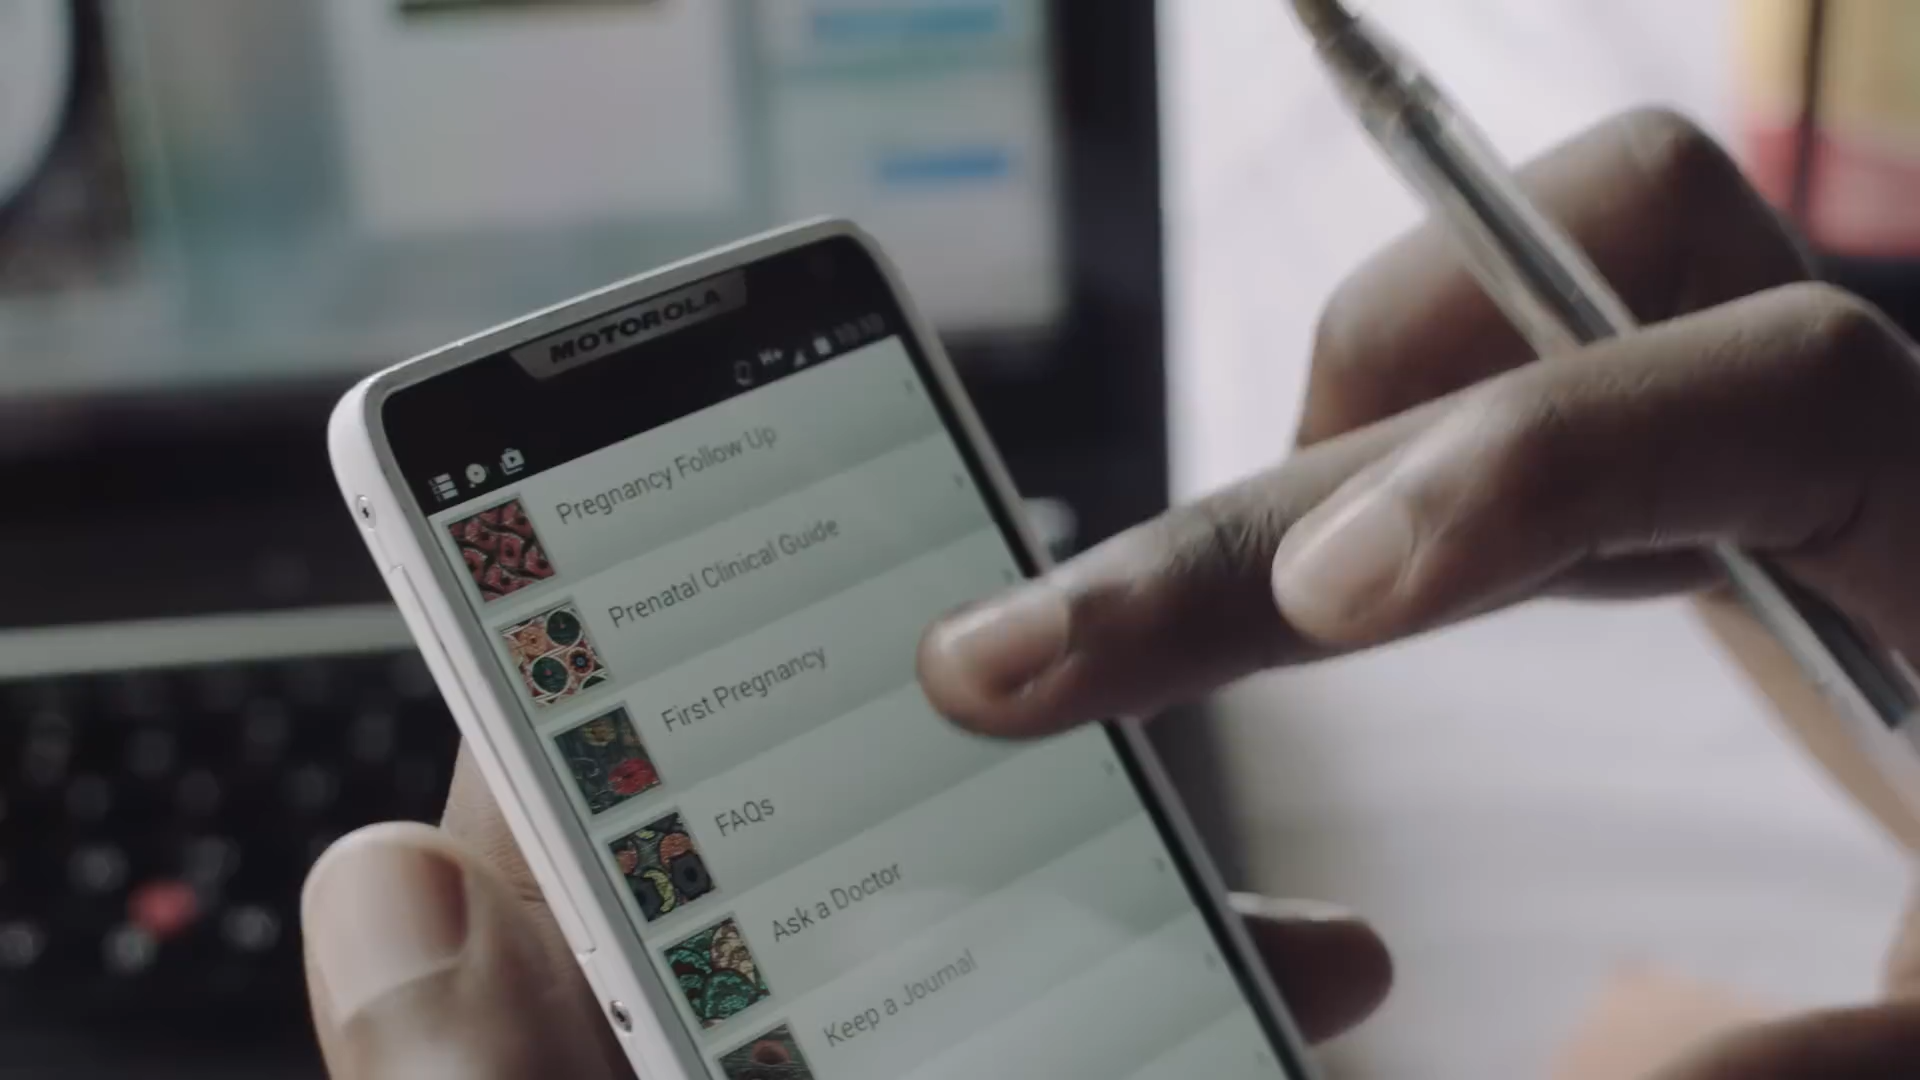 MOTOROLA
H+
Pregnancy Follow Up
Prenatal Clinical Guide
First Pregnancy
FAQs
Ask a Doctor
Keep a Journal